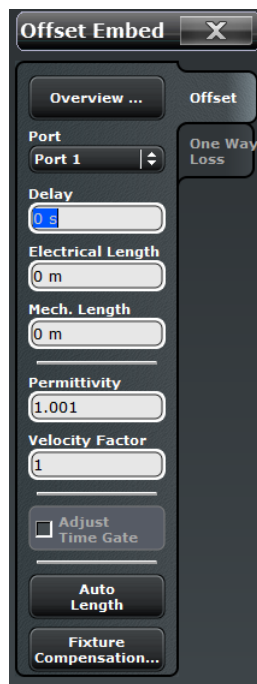 Offset Embed X
Overview ...
Offset
Port
Port 1
One Way
Loss
Delay
0 s
Electrical Length
0 m
Mech. Length
0 m
Permittivity
1.001
Velocity Factor
1
Adjust
Time Gate
Auto
Length
Fixture
Compensation...